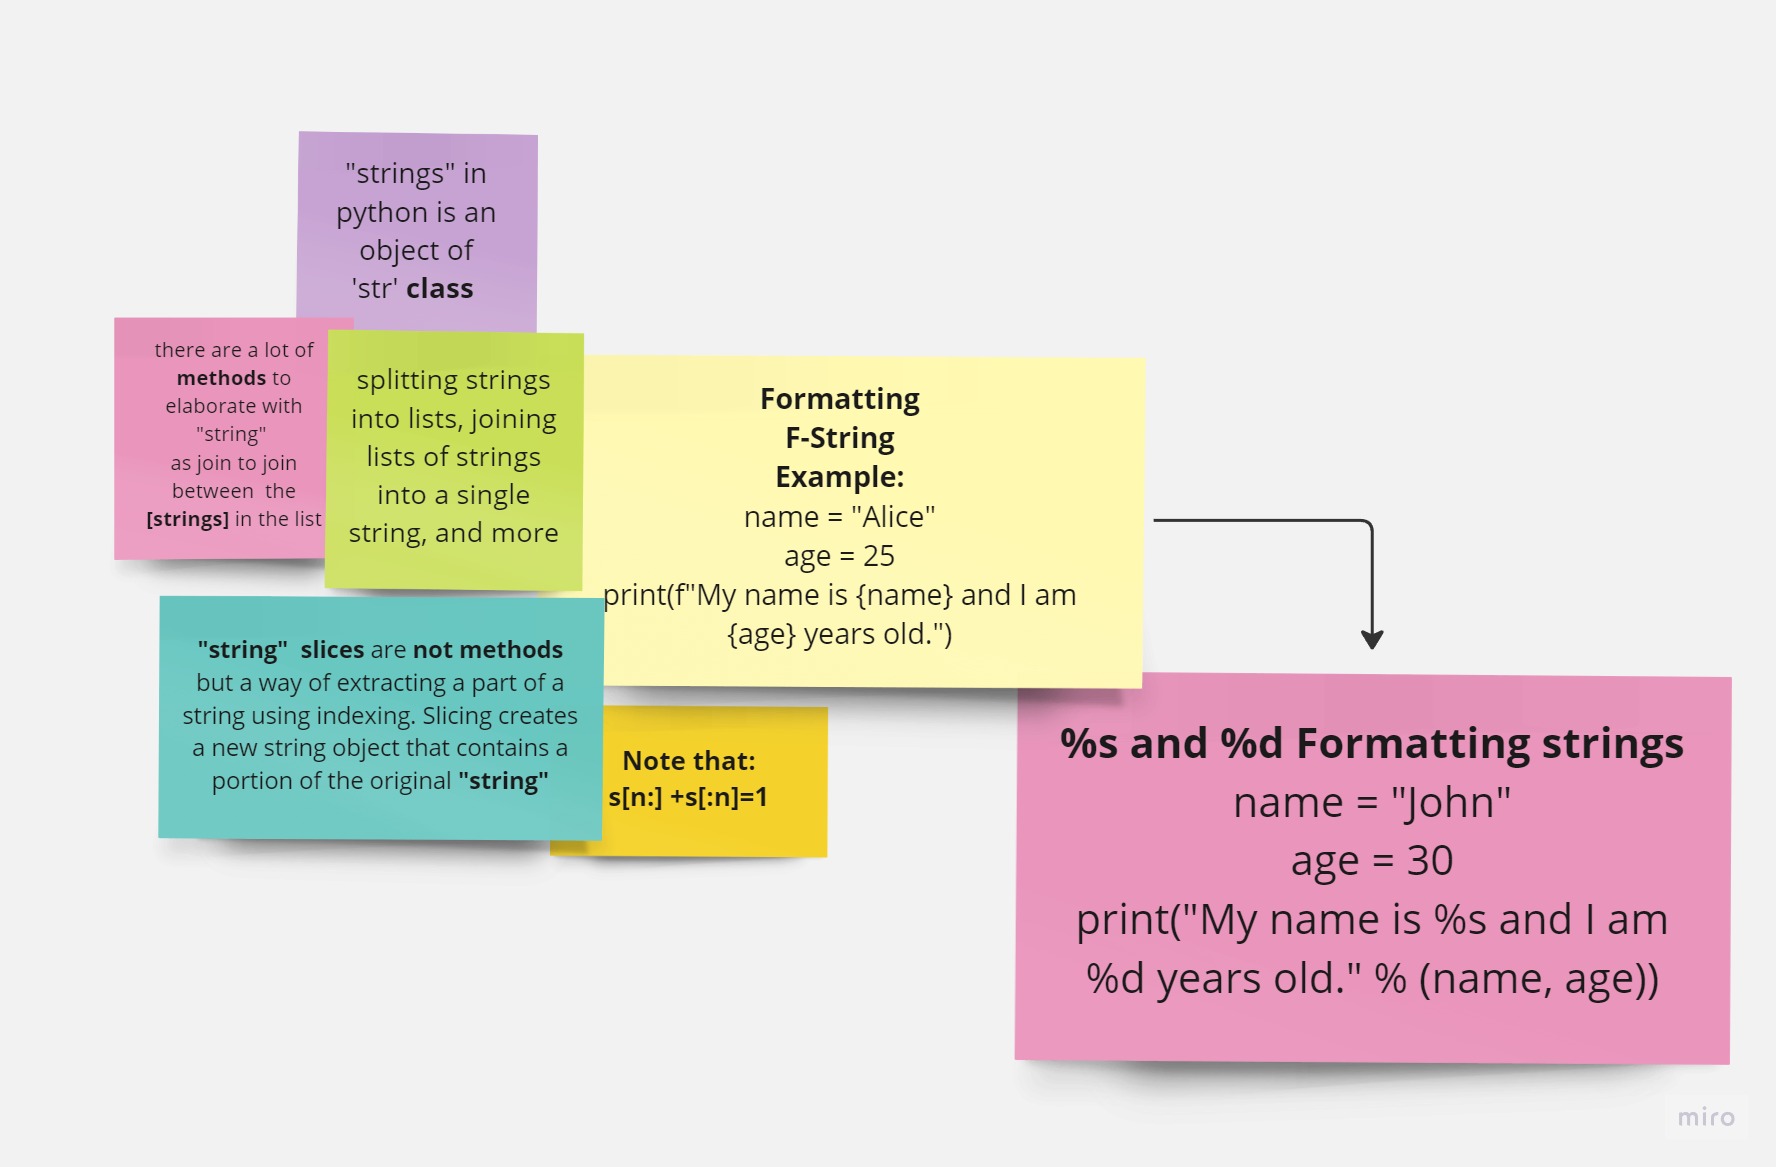 "strings" in
python is an
object of
'str' class
there are a lot of
methods to
elaborate with
"string"
as join to join
between  the
[strings] in the list
splitting strings
into lists, joining
lists of strings
into a single
string, and more
Formatting
F-String
Example:
name = "Alice"
age = 25
print(f"My name is {name} and I am
{age} years old.")
"string"  slices are not methods
but a way of extracting a part of a
string using indexing. Slicing creates
a new string object that contains a
portion of the original "string"
Note that:
s[n:] +s[:n]=1
%s and %d Formatting strings
name = "John"
age = 30
print("My name is %s and I am
%d years old." % (name, age))
miro